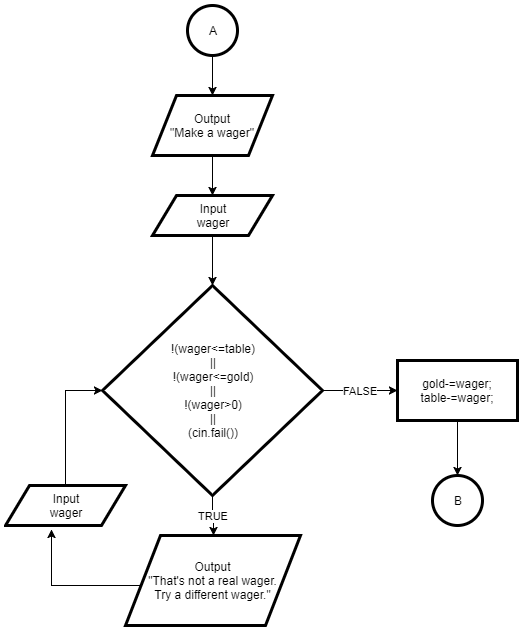 A
Output
"Make a wager"
Input
wager
!(wager<=table)
||
!(wager<=gold)
||
!(wager>0)
||
(cin.fail())
FALSE
gold-=wager;
table-=wager;
B
TRUE
Output
"That's not a real wager.
Try a different wager."
Input
wager